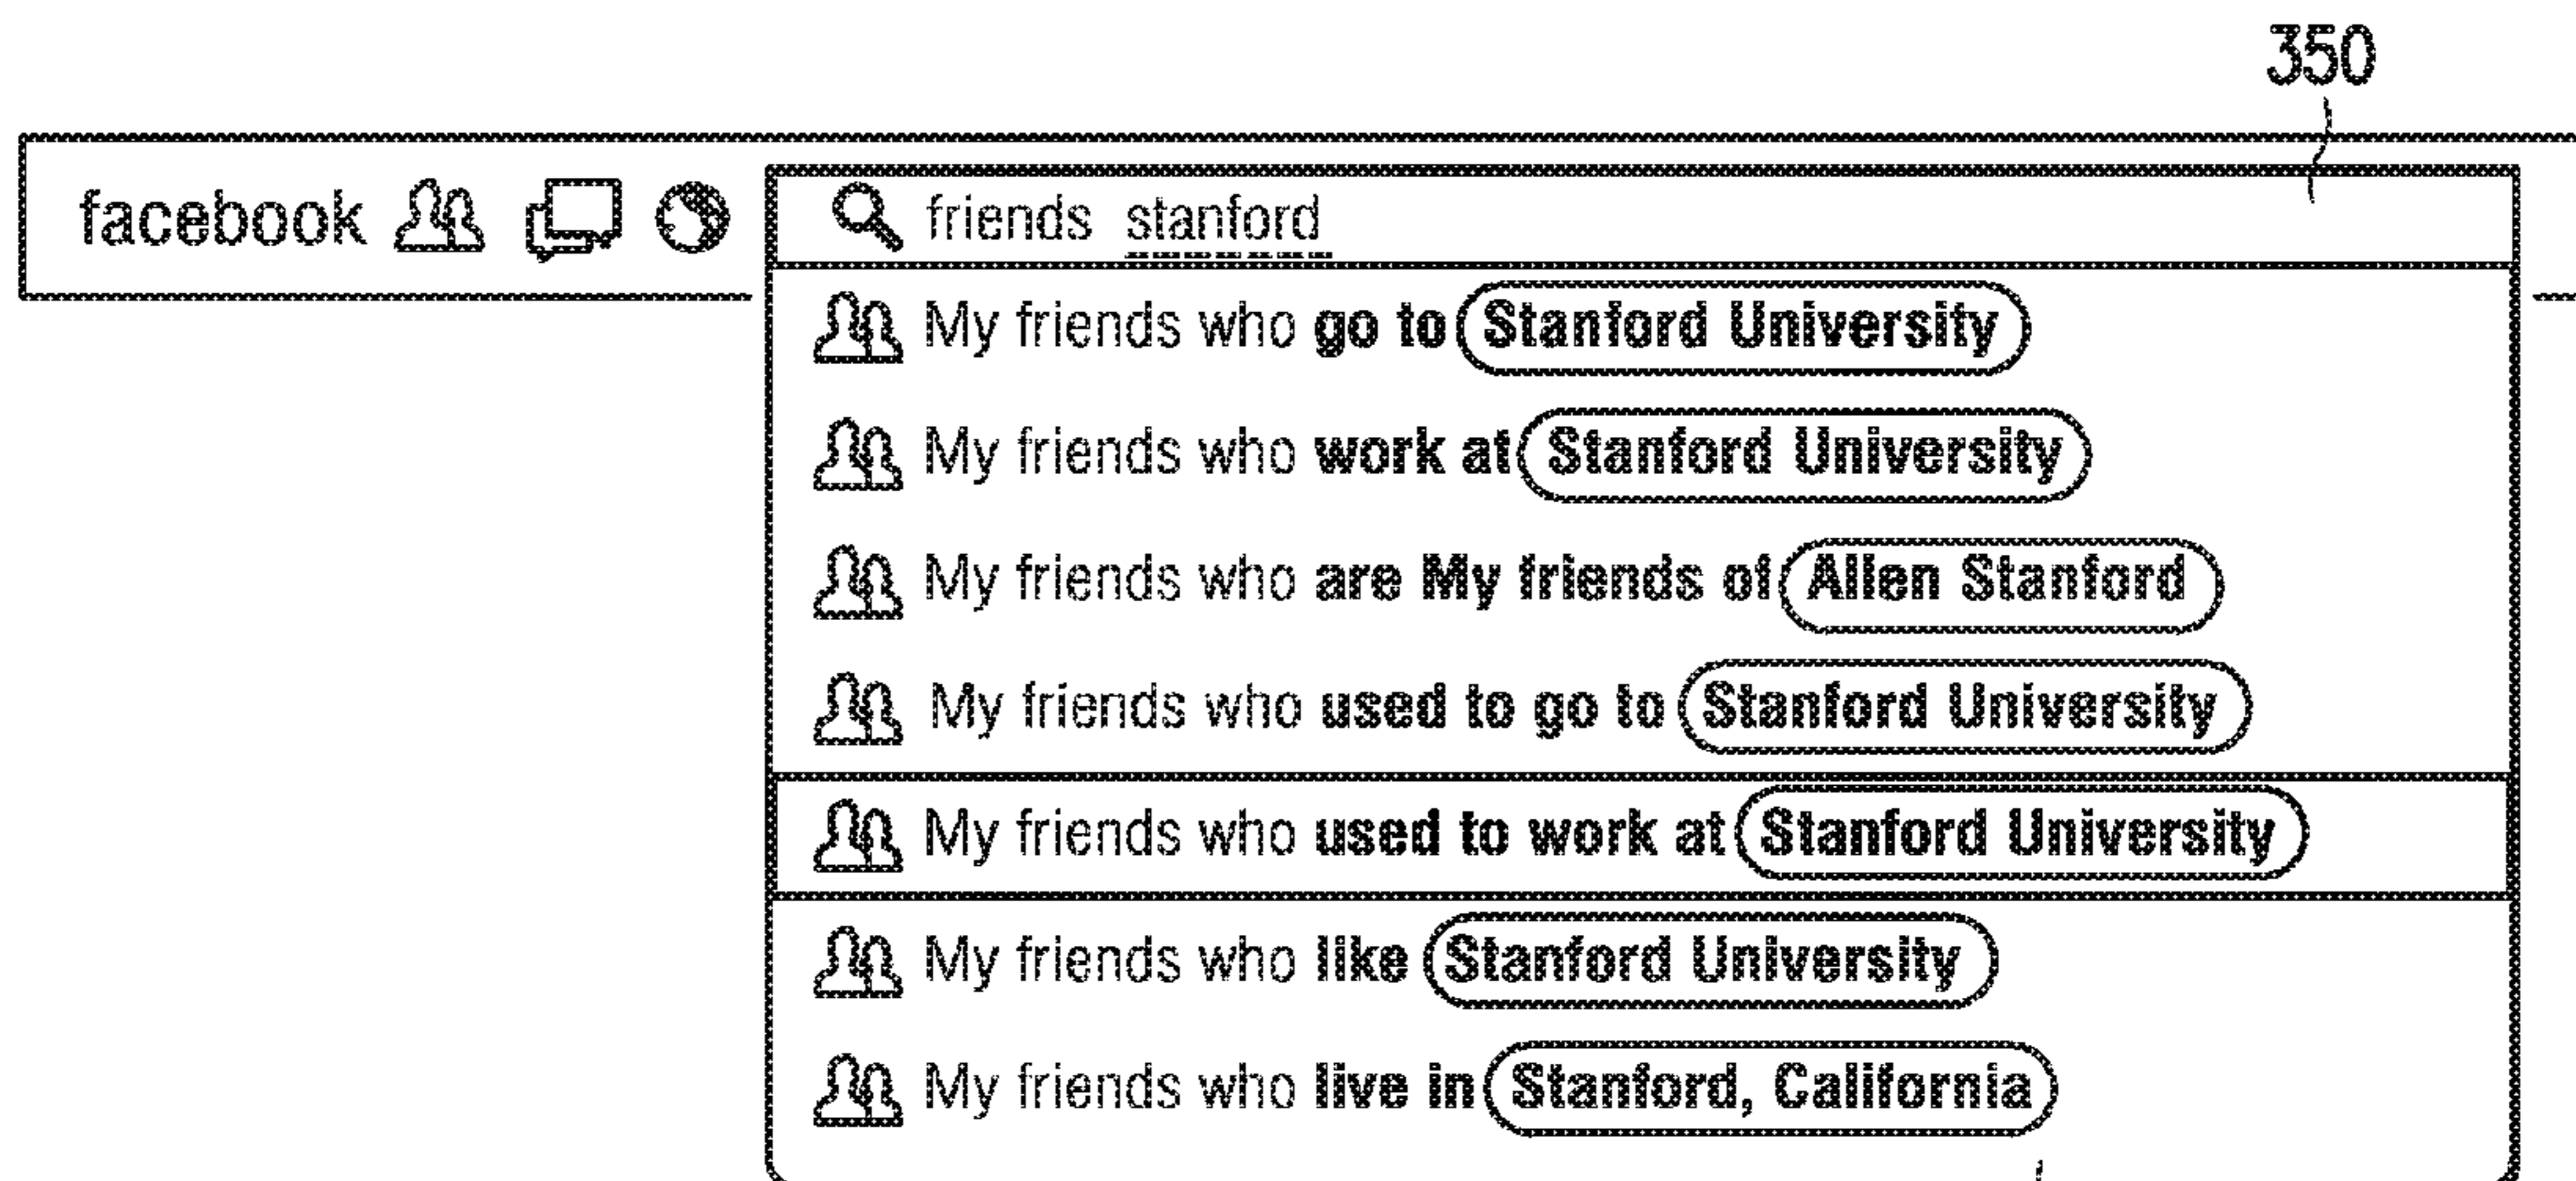 350
facebook friends stanford
My friends who go to Stanford University
My friends who work at Stanford University
My friends who are My friends of Allen Stanford
My friends who used to go to Stanford University
My friends who used to work at Stanford University
My friends who like Stanford University
My friends who live in Stanford, California